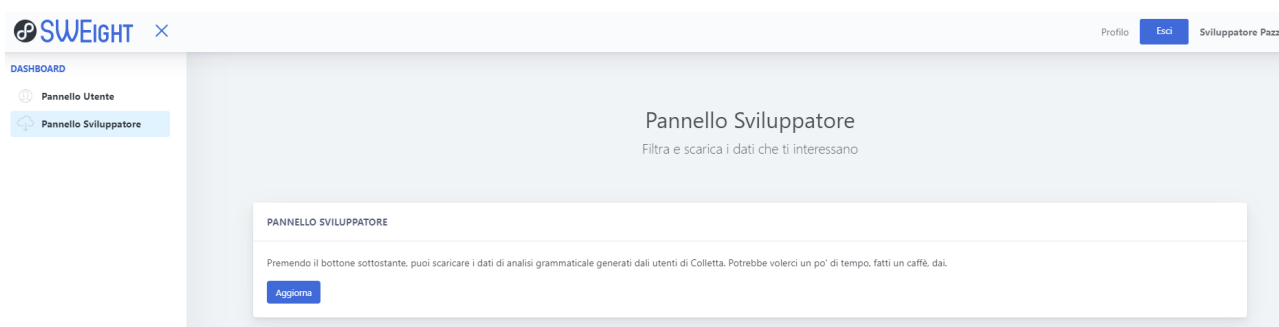 SWEIGHT
Profilo
Esci
Sviluppatore Pazz
DASHBOARD
Pannello Utente
Pannello Sviluppatore
Pannello Sviluppatore
Filtra e scarica i dati che ti interessano
PANNELLO SVILUPPATORE
Premendo il bottone sottostante, puoi scaricare i dati di analisi grammaticale generati dali utenti di Colletta. Potrebbe volerci un po' di tempo, fatti un caffè, dai.
Aggiorna